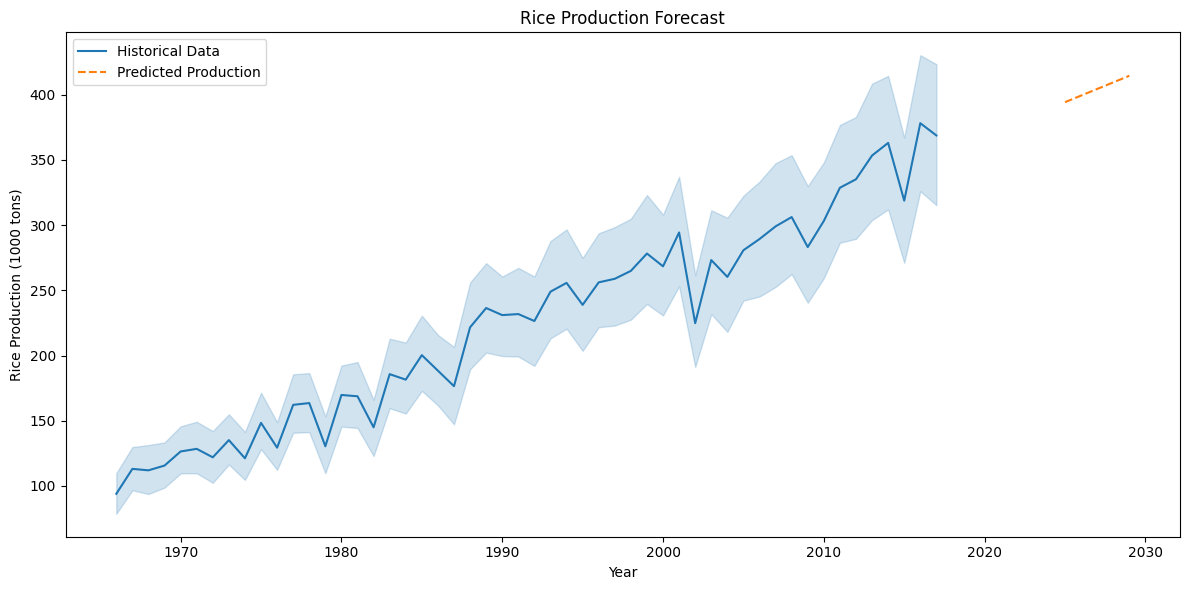 Rice Production Forecast
Historical Data
Predicted Production
Rice Production (1000 tons)
400
350
300
250
200
150
100
1970 1980 1990 2000 2010 2020 2030
Year